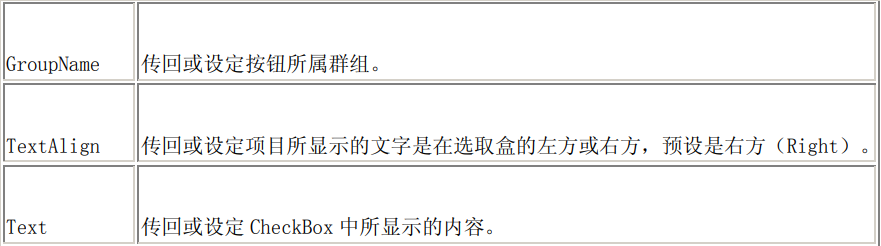 GroupName 传回或设定按钮所属群组。
TextAlign 传回或设定项目所显示的文字是在选取盒的左方或右方，预设是右方（Right）。
Text 传回或设定 CheckBox 中所显示的内容。